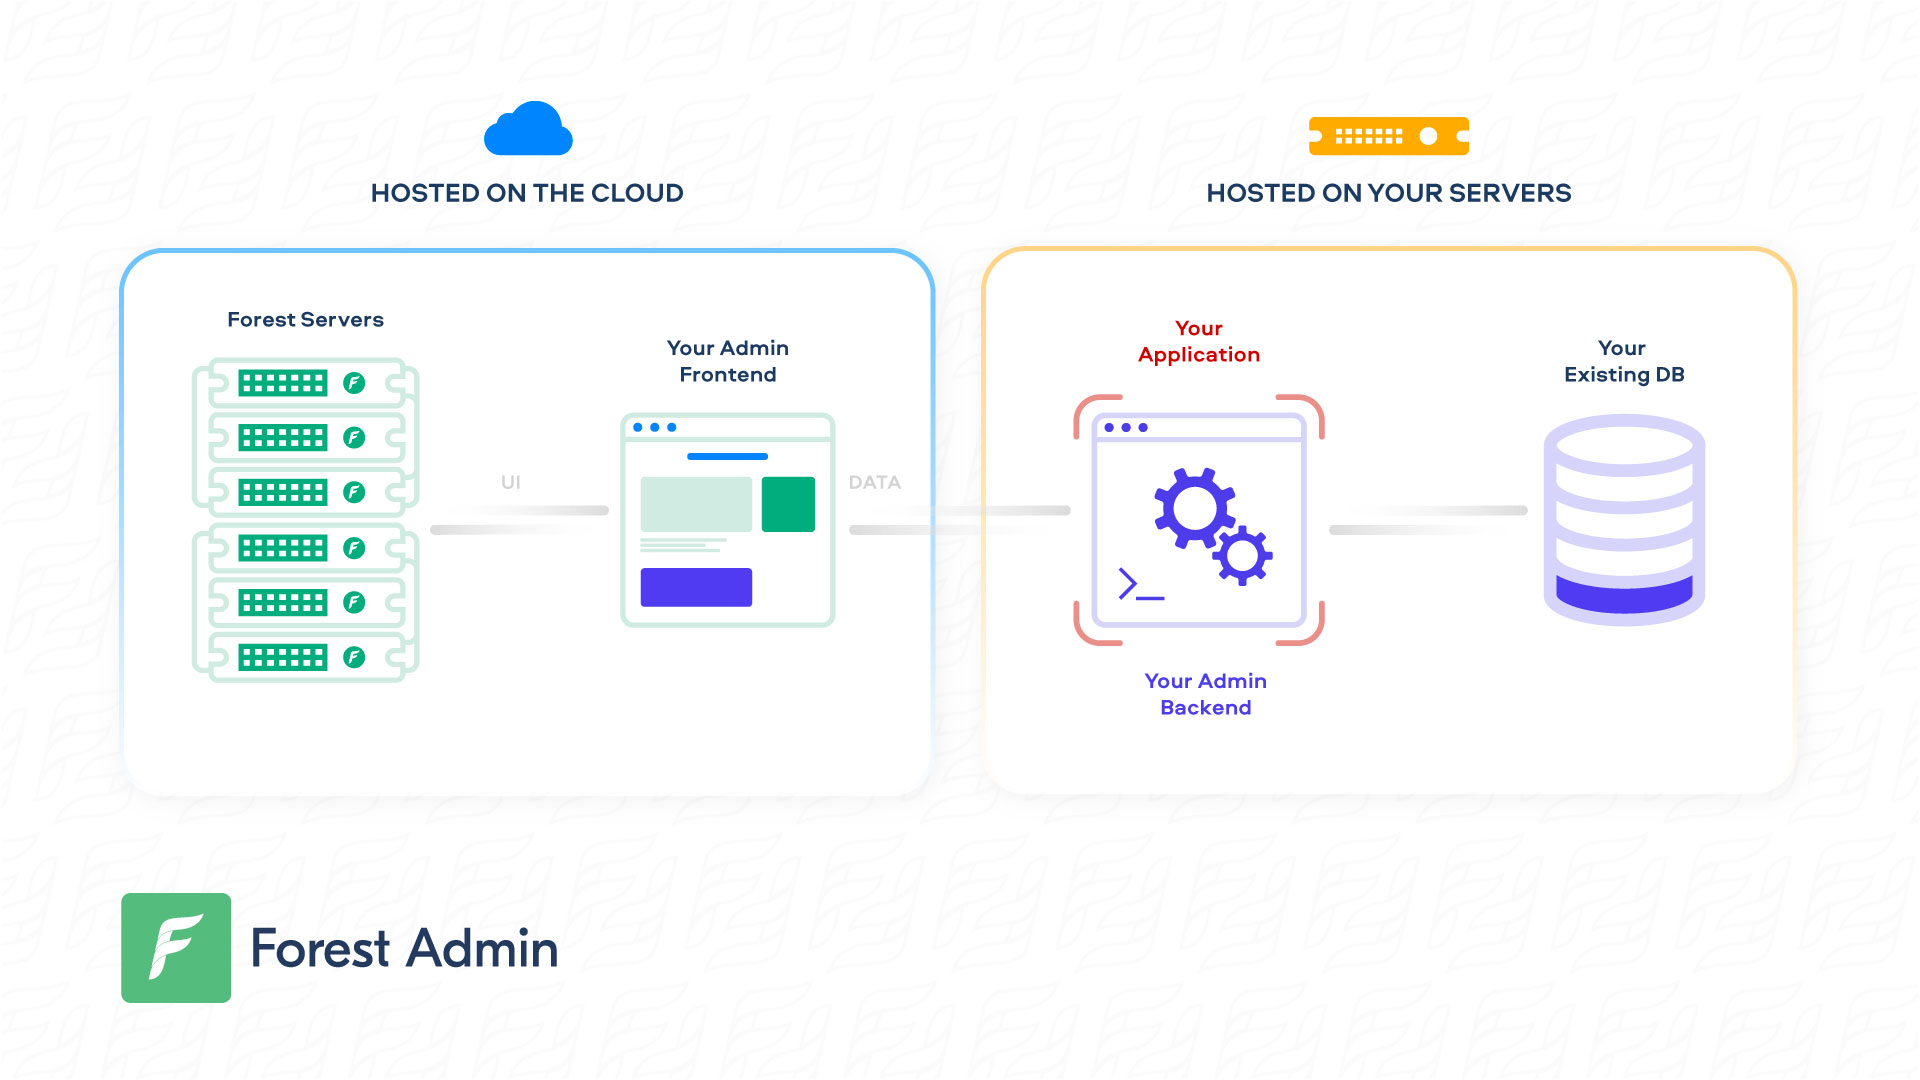 HOSTED ON THE CLOUD
HOSTED ON YOUR SERVERS
Forest Servers
Your Admin
Frontend
UI
DATA
Your
Application
Your Admin
Backend
Your
Existing DB
Forest Admin